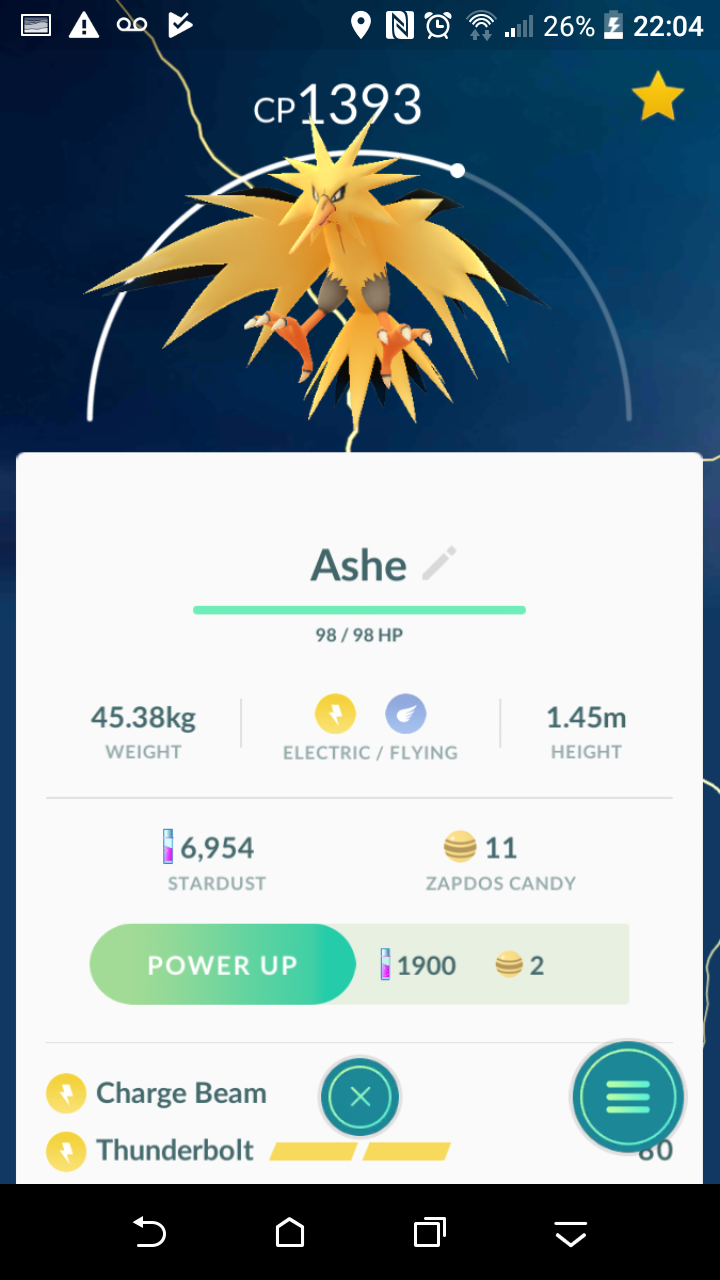 26% 22:04
CP1393
Ashe
98 / 98 HP
45.38kg 1.45m
WEIGHT ELECTRIC / FLYING HEIGHT
6,954 11
STARDUST ZAPDOS CANDY
POWER UP 1900 2
Charge Beam
Thunderbolt 80